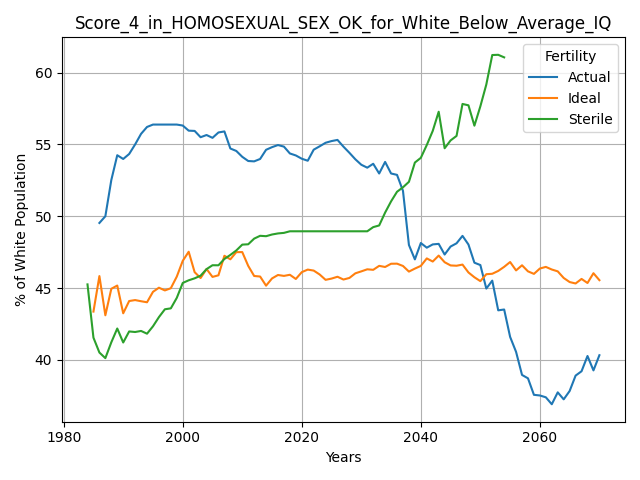 Score_4_in_HOMOSEXUAL_SEX_OK_for_White_Below_Average_IQ
Fertility
Actual
Ideal
Sterile
% of White Population
60
55
50
45
40
1980
2000
2020
2040
2060
Years